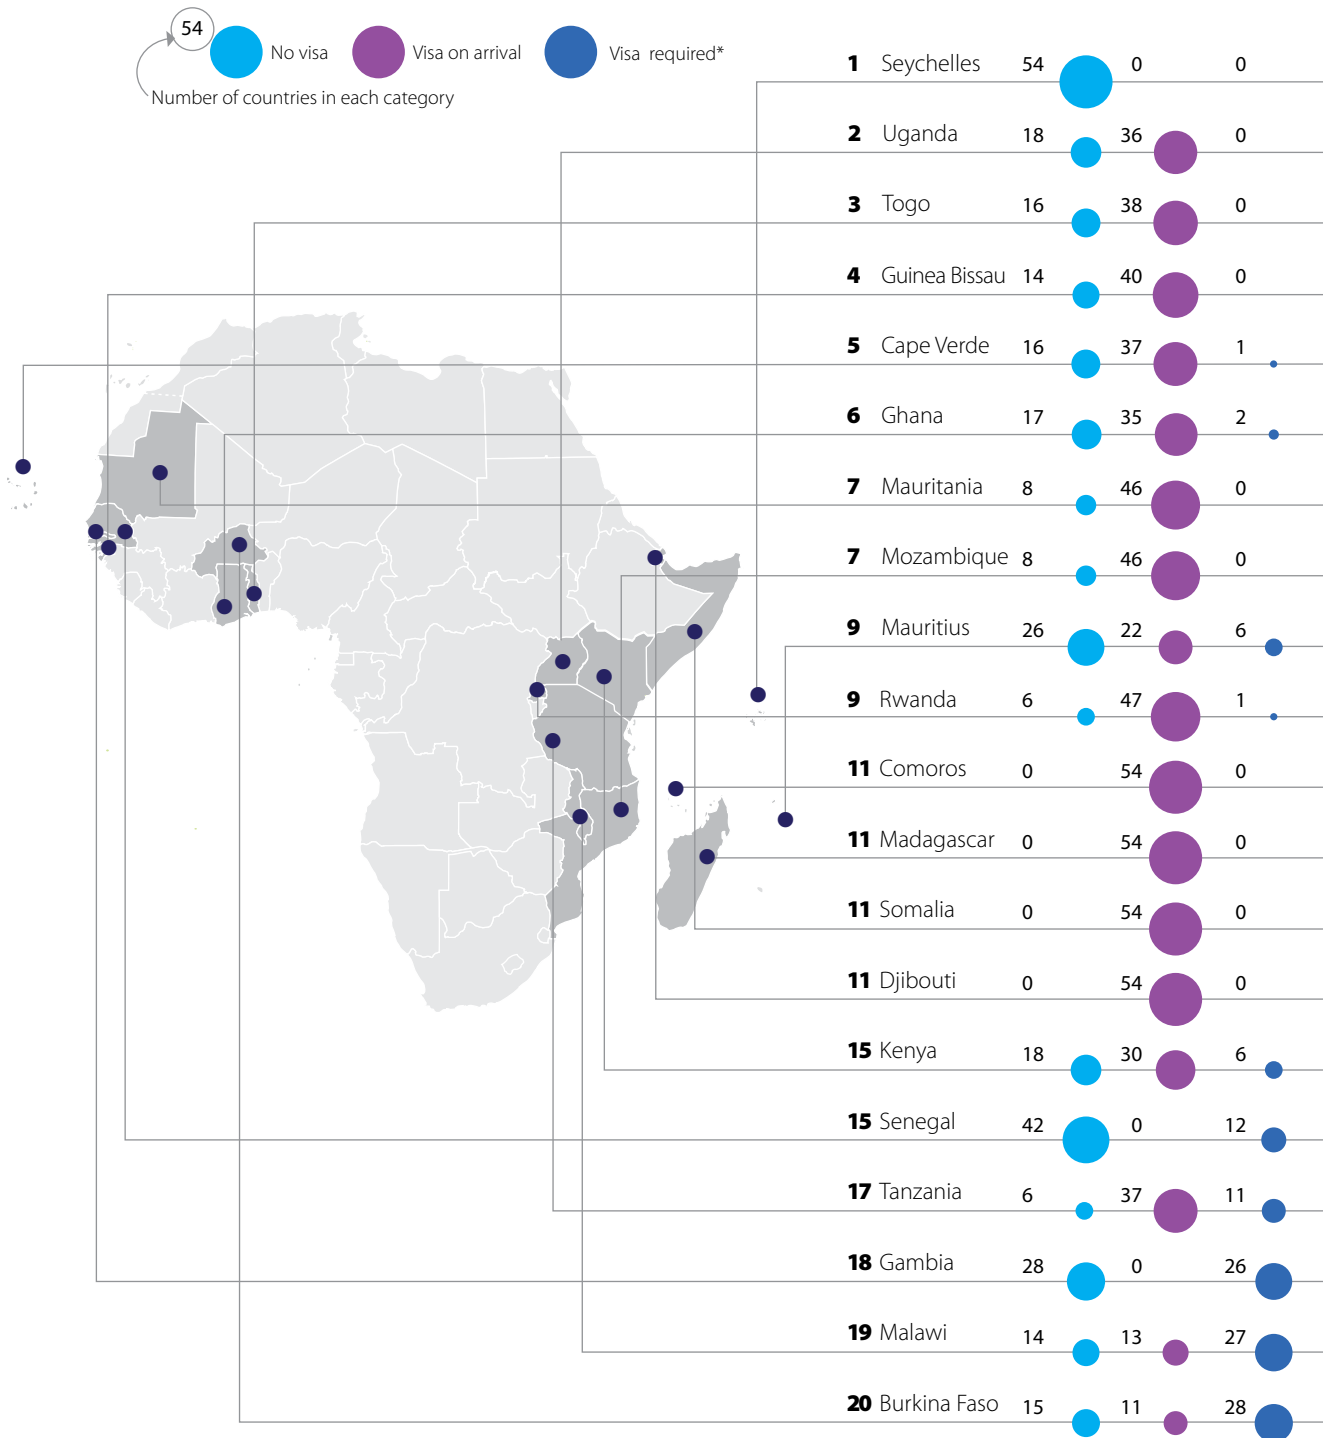 54
No visa
Visa on arrival
Visa required*
Number of countries in each category
1 Seychelles 54 0 0
2 Uganda 18 36 0
3 Togo 16 38 0
4 Guinea Bissau 14 40 0
5 Cape Verde 16 37 1
6 Ghana 17 35 2
7 Mauritania 8 46 0
7 Mozambique 8 46 0
9 Mauritius 26 22 6
9 Rwanda 6 47 1
11 Comoros 0 54 0
11 Madagascar 0 54 0
11 Somalia 0 54 0
11 Djibouti 0 54 0
15 Kenya 18 30 6
15 Senegal 42 0 12
17 Tanzania 6 37 11
18 Gambia 28 0 26
19 Malawi 14 13 27
20 Burkina Faso 15 11 28